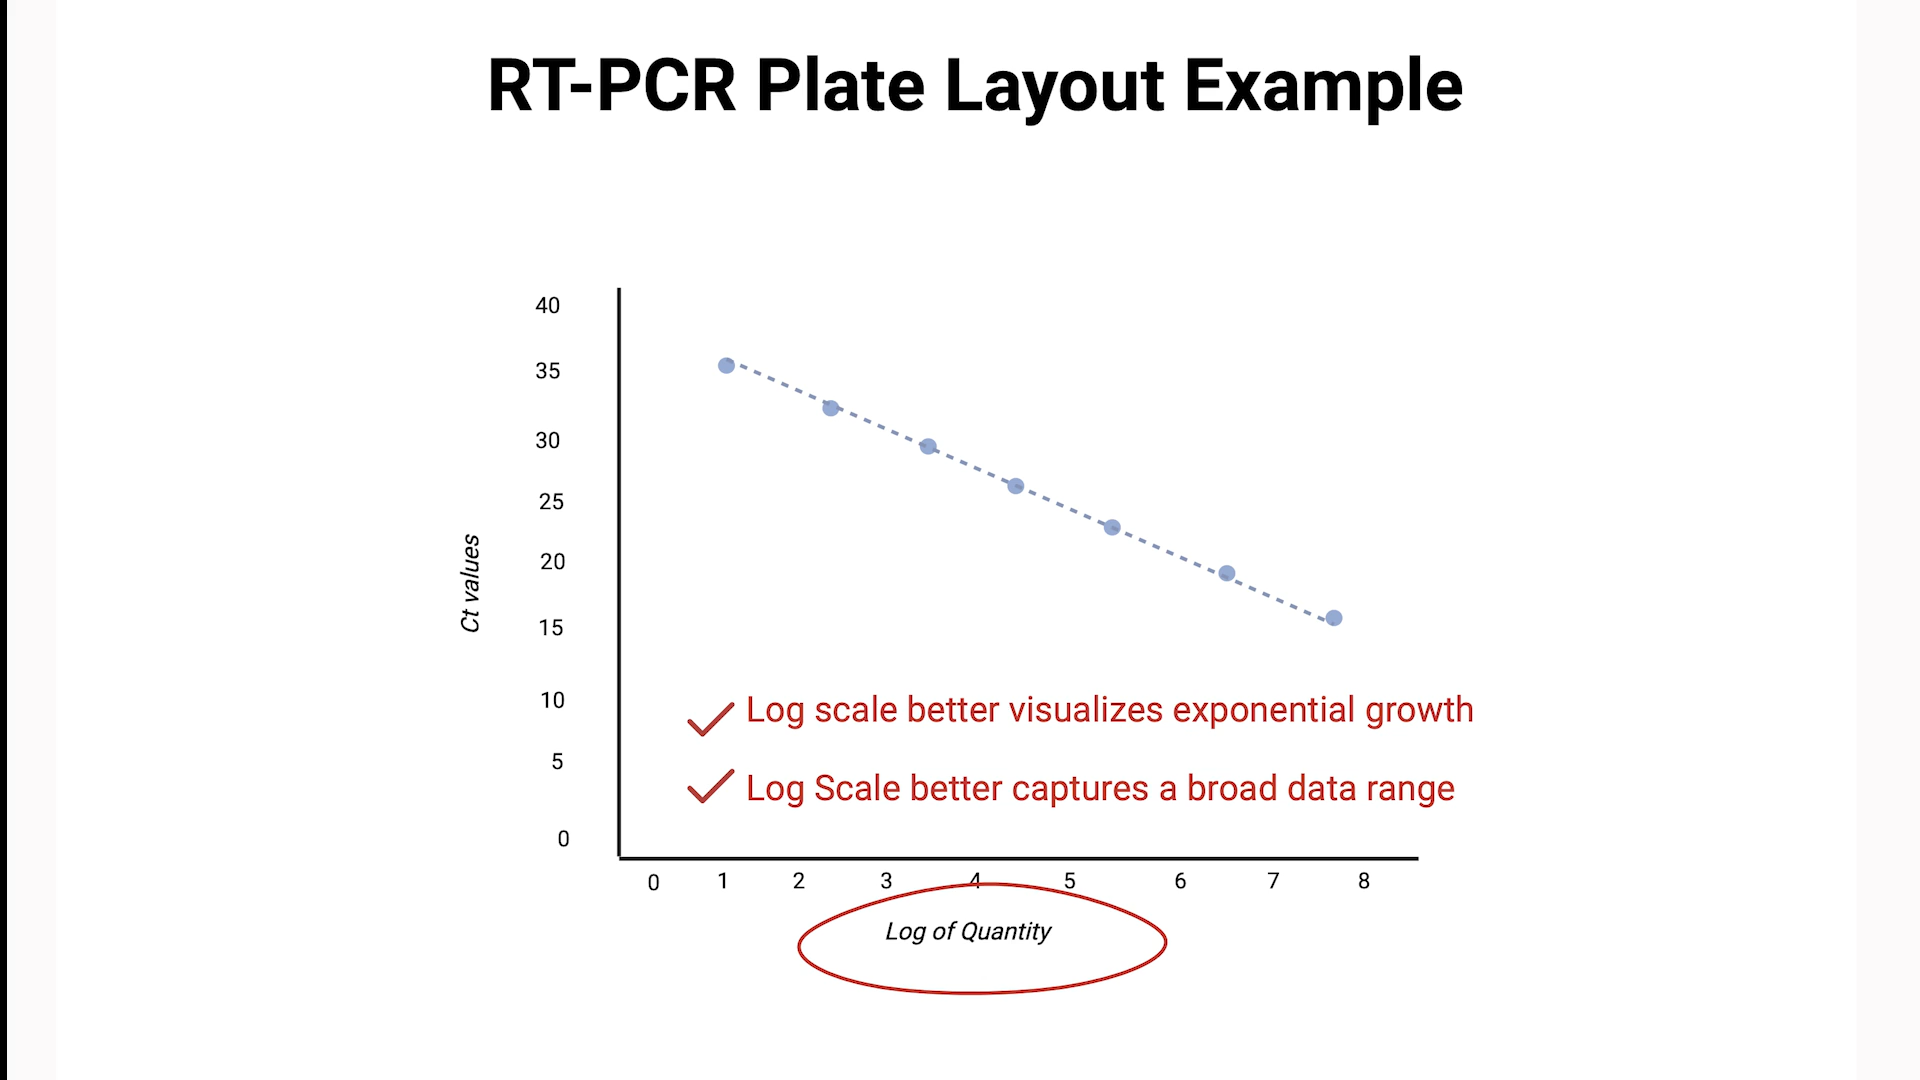 RT-PCR Plate Layout Example
40
35
30
25
20
15
10
5
0
Ct values
Log scale better visualizes exponential growth
Log Scale better captures a broad data range
0 1 2 3 4 5 6 7 8
Log of Quantity